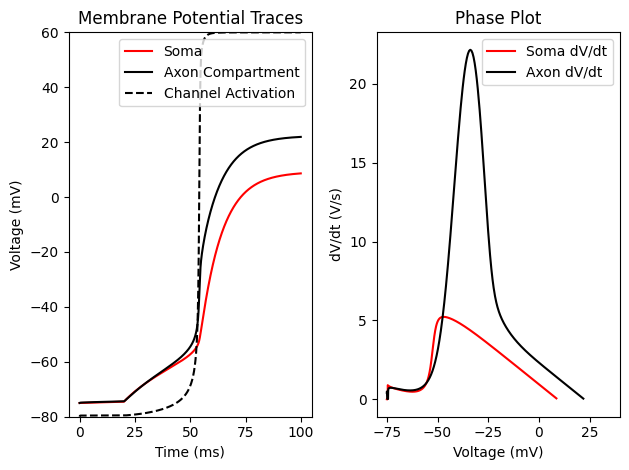 Membrane Potential Traces
60
40
20
0
−20
−40
−60
−80
Voltage (mV)
Soma
Axon Compartment
Channel Activation
0
25
50
75
100
Time (ms)
Phase Plot
20
15
10
5
0
dV/dt (V/s)
Soma dV/dt
Axon dV/dt
−75
−50
−25
0
25
Voltage (mV)